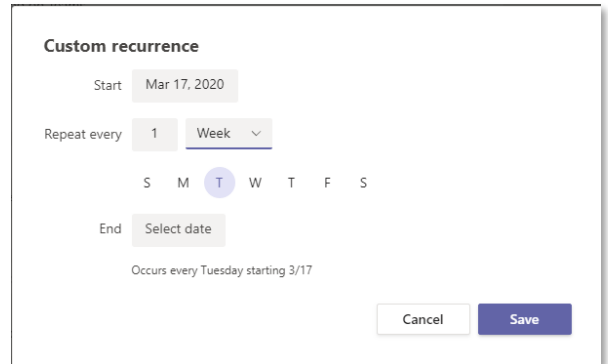 Custom recurrence
Start Mar 17, 2020
Repeat every 1 Week
S M T W T F S
End Select date
Occurs every Tuesday starting 3/17
Cancel Save